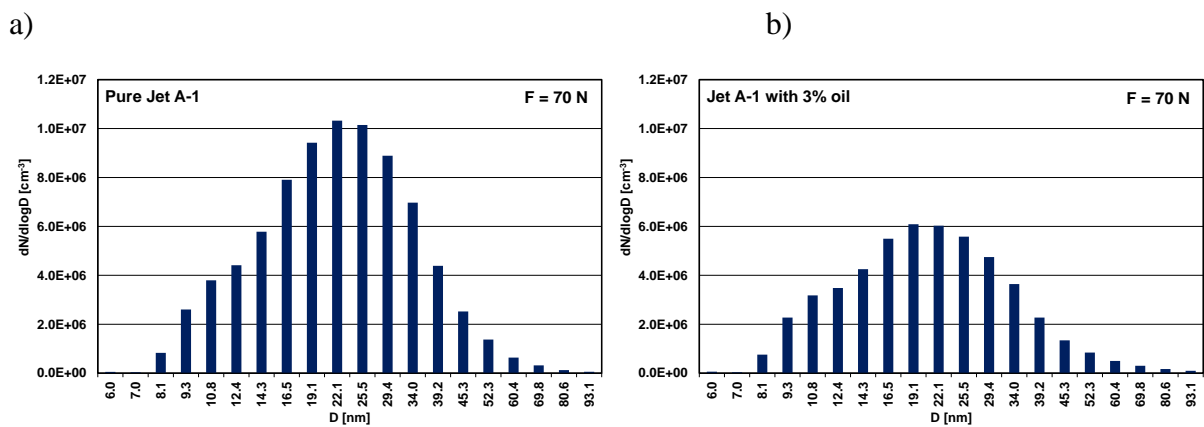 a)
b)
Pure Jet A-1
F = 70 N
dN/dlogD [cm-3]
1.2E+07
1.0E+07
8.0E+06
6.0E+06
4.0E+06
2.0E+06
0.0E+00
6.0 7.0 8.1 9.3 10.8 12.4 14.3 16.5 19.1 22.1 25.5 29.4 34.0 39.2 45.3 52.3 60.4 69.8 80.6 93.1
D [nm]
Jet A-1 with 3% oil
F = 70 N
dN/dlogD [cm-3]
1.2E+07
1.0E+07
8.0E+06
6.0E+06
4.0E+06
2.0E+06
0.0E+00
6.0 7.0 8.1 9.3 10.8 12.4 14.3 16.5 19.1 22.1 25.5 29.4 34.0 39.2 45.3 52.3 60.4 69.8 80.6 93.1
D [nm]